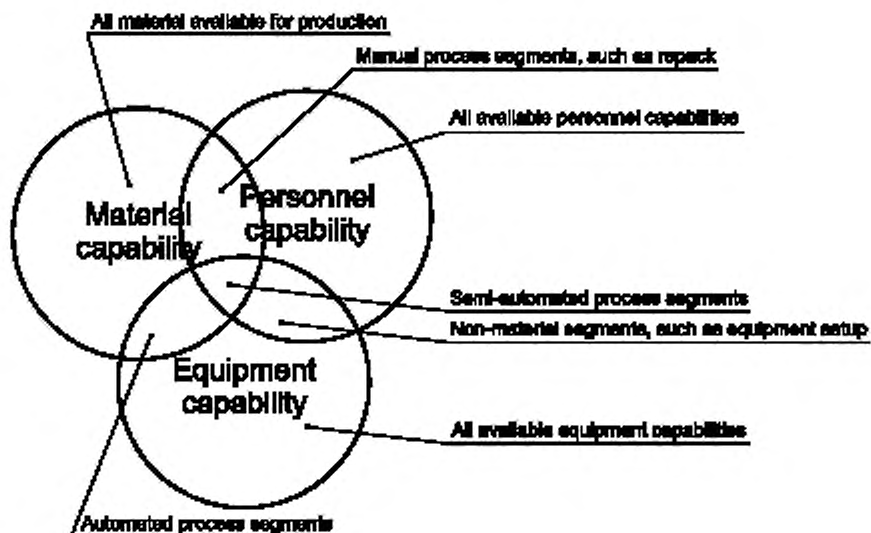 All material available for production
Manual process segments, such as repack
All available personnel capabilities
Material
capability
Personnel
capability
Semi-automated process segments
Non-material segments, such as equipment setup
Equipment
capability
All available equipment capabilities
Automated process segments